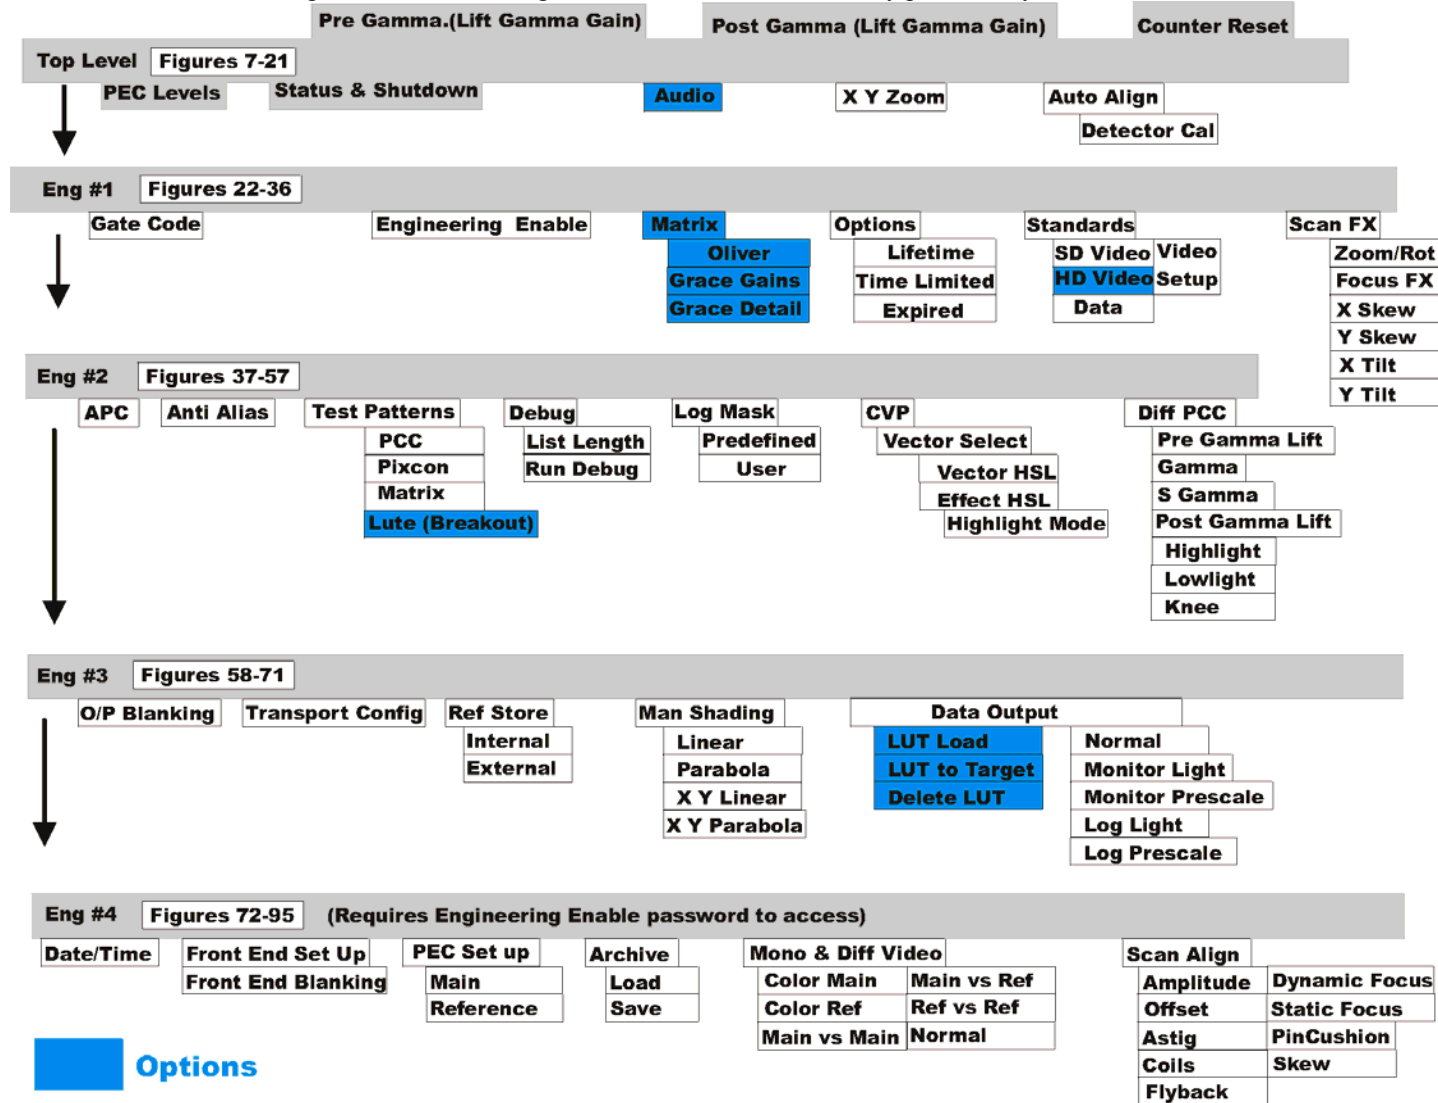 Pre Gamma.(Lift Gamma Gain) Post Gamma (Lift Gamma Gain) Counter Reset
Top Level Figures 7-21
PEC Levels Status & Shutdown Audio X Y Zoom Auto Align
Detector Cal
Eng #1 Figures 22-36
Gate Code Engineering Enable Matrix Options Standards Scan FX
Oliver Lifetime SD Video Video Zoom/Rot
Grace Gains Time Limited HD Video Setup Focus FX
Grace Detail Expired Data X Skew
Y Skew
X Tilt
Y Tilt
Eng #2 Figures 37-57
APC Anti Alias Test Patterns Debug Log Mask CVP Diff PCC
PCC List Length Predefined Vector Select Pre Gamma Lift
Pixcon Run Debug User Vector HSL Gamma
Matrix Effect HSL S Gamma
Lute (Breakout) Highlight Mode Post Gamma Lift
Highlight
Lowlight
Knee
Eng #3 Figures 58-71
O/P Blanking Transport Config Ref Store Man Shading Data Output
Internal Linear LUT Load Normal
External Parabola LUT to Target Monitor Light
X Y Linear Delete LUT Monitor Prescale
X Y Parabola Log Light
Log Prescale
Eng #4 Figures 72-95 (Requires Engineering Enable password to access)
Date/Time Front End Set Up PEC Set up Archive Mono & Diff Video Scan Align
Front End Blanking Main Load Color Main Main vs Ref Amplitude Dynamic Focus
Reference Save Color Ref Ref vs Ref Offset Static Focus
Main vs Main Normal Astig PinCushion
Options Coils Skew
Flyback